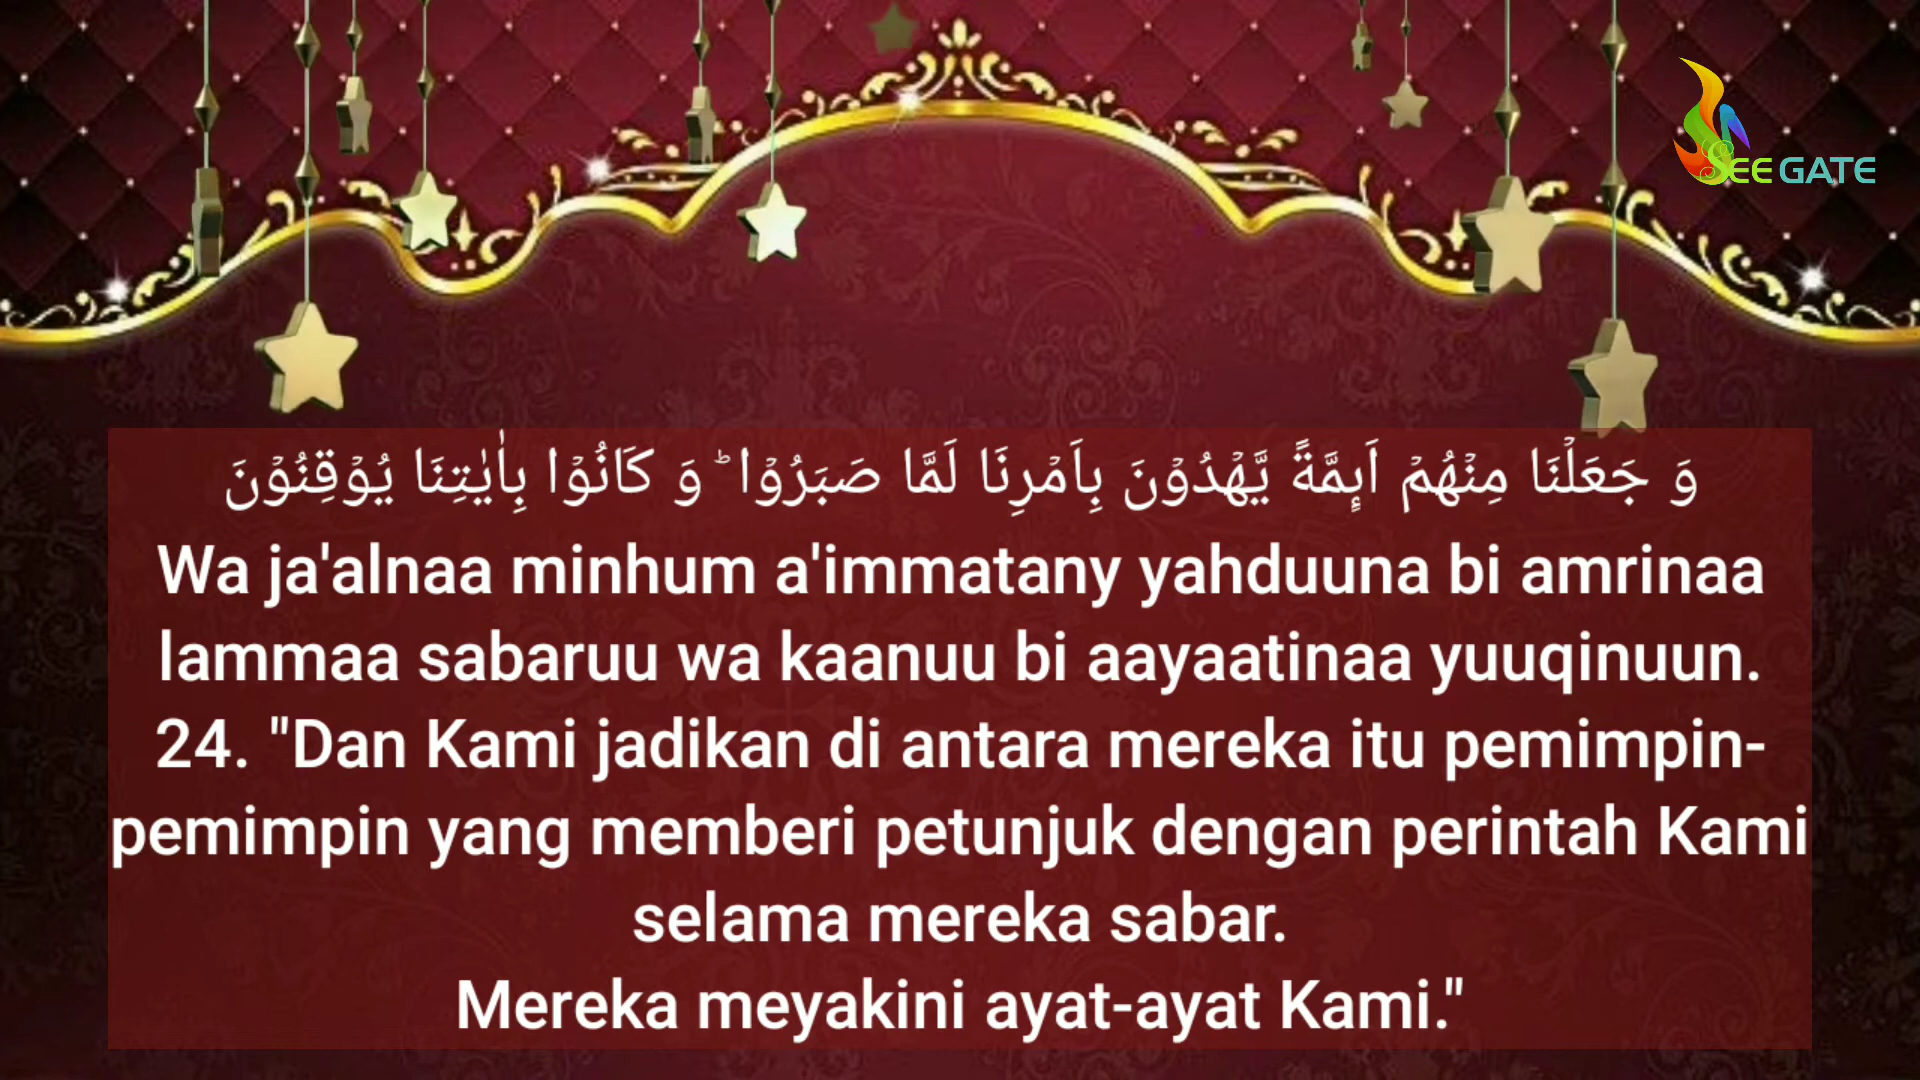 SEE GATE
وَ جَعَلۡنَا مِنۡهُمۡ اَٮِٕمَّةً يَّهۡدُوۡنَ بِاَمۡرِنَا لَمَّا صَبَرُوۡا ؕ وَ كَانُوۡا بِاٰيٰتِنَا يُوۡقِنُوۡنَ
Wa ja'alnaa minhum a'immatany yahduuna bi amrinaa
lammaa sabaruu wa kaanuu bi aayaatinaa yuuqinuun.
24. "Dan Kami jadikan di antara mereka itu pemimpin-
pemimpin yang memberi petunjuk dengan perintah Kami
selama mereka sabar.
Mereka meyakini ayat-ayat Kami."